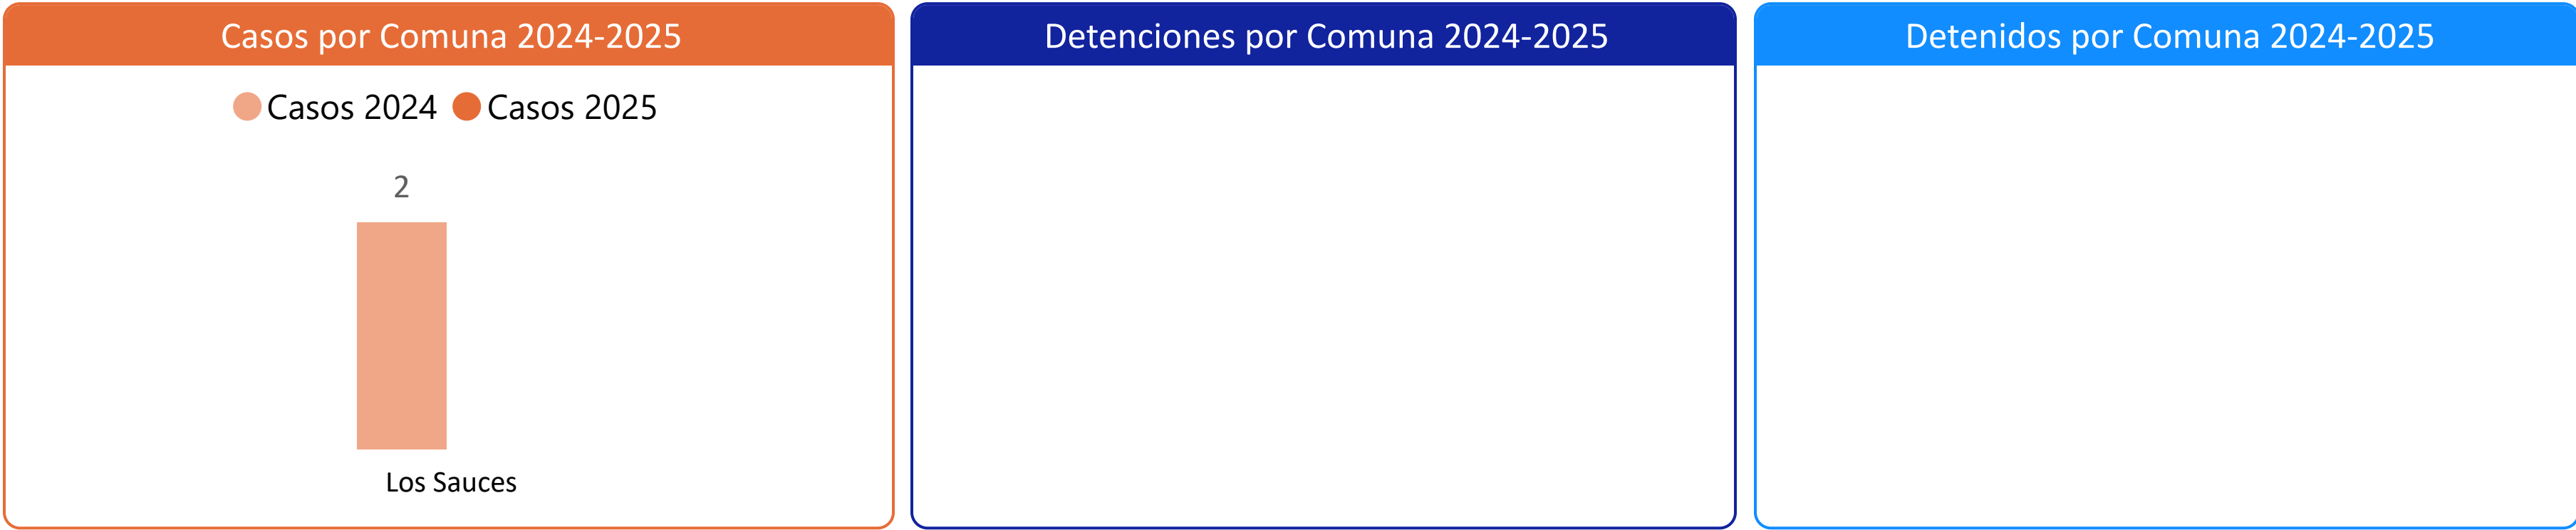 Casos por Comuna 2024-2025
Casos 2024 Casos 2025
2
Los Sauces
Detenciones por Comuna 2024-2025
Detenidos por Comuna 2024-2025